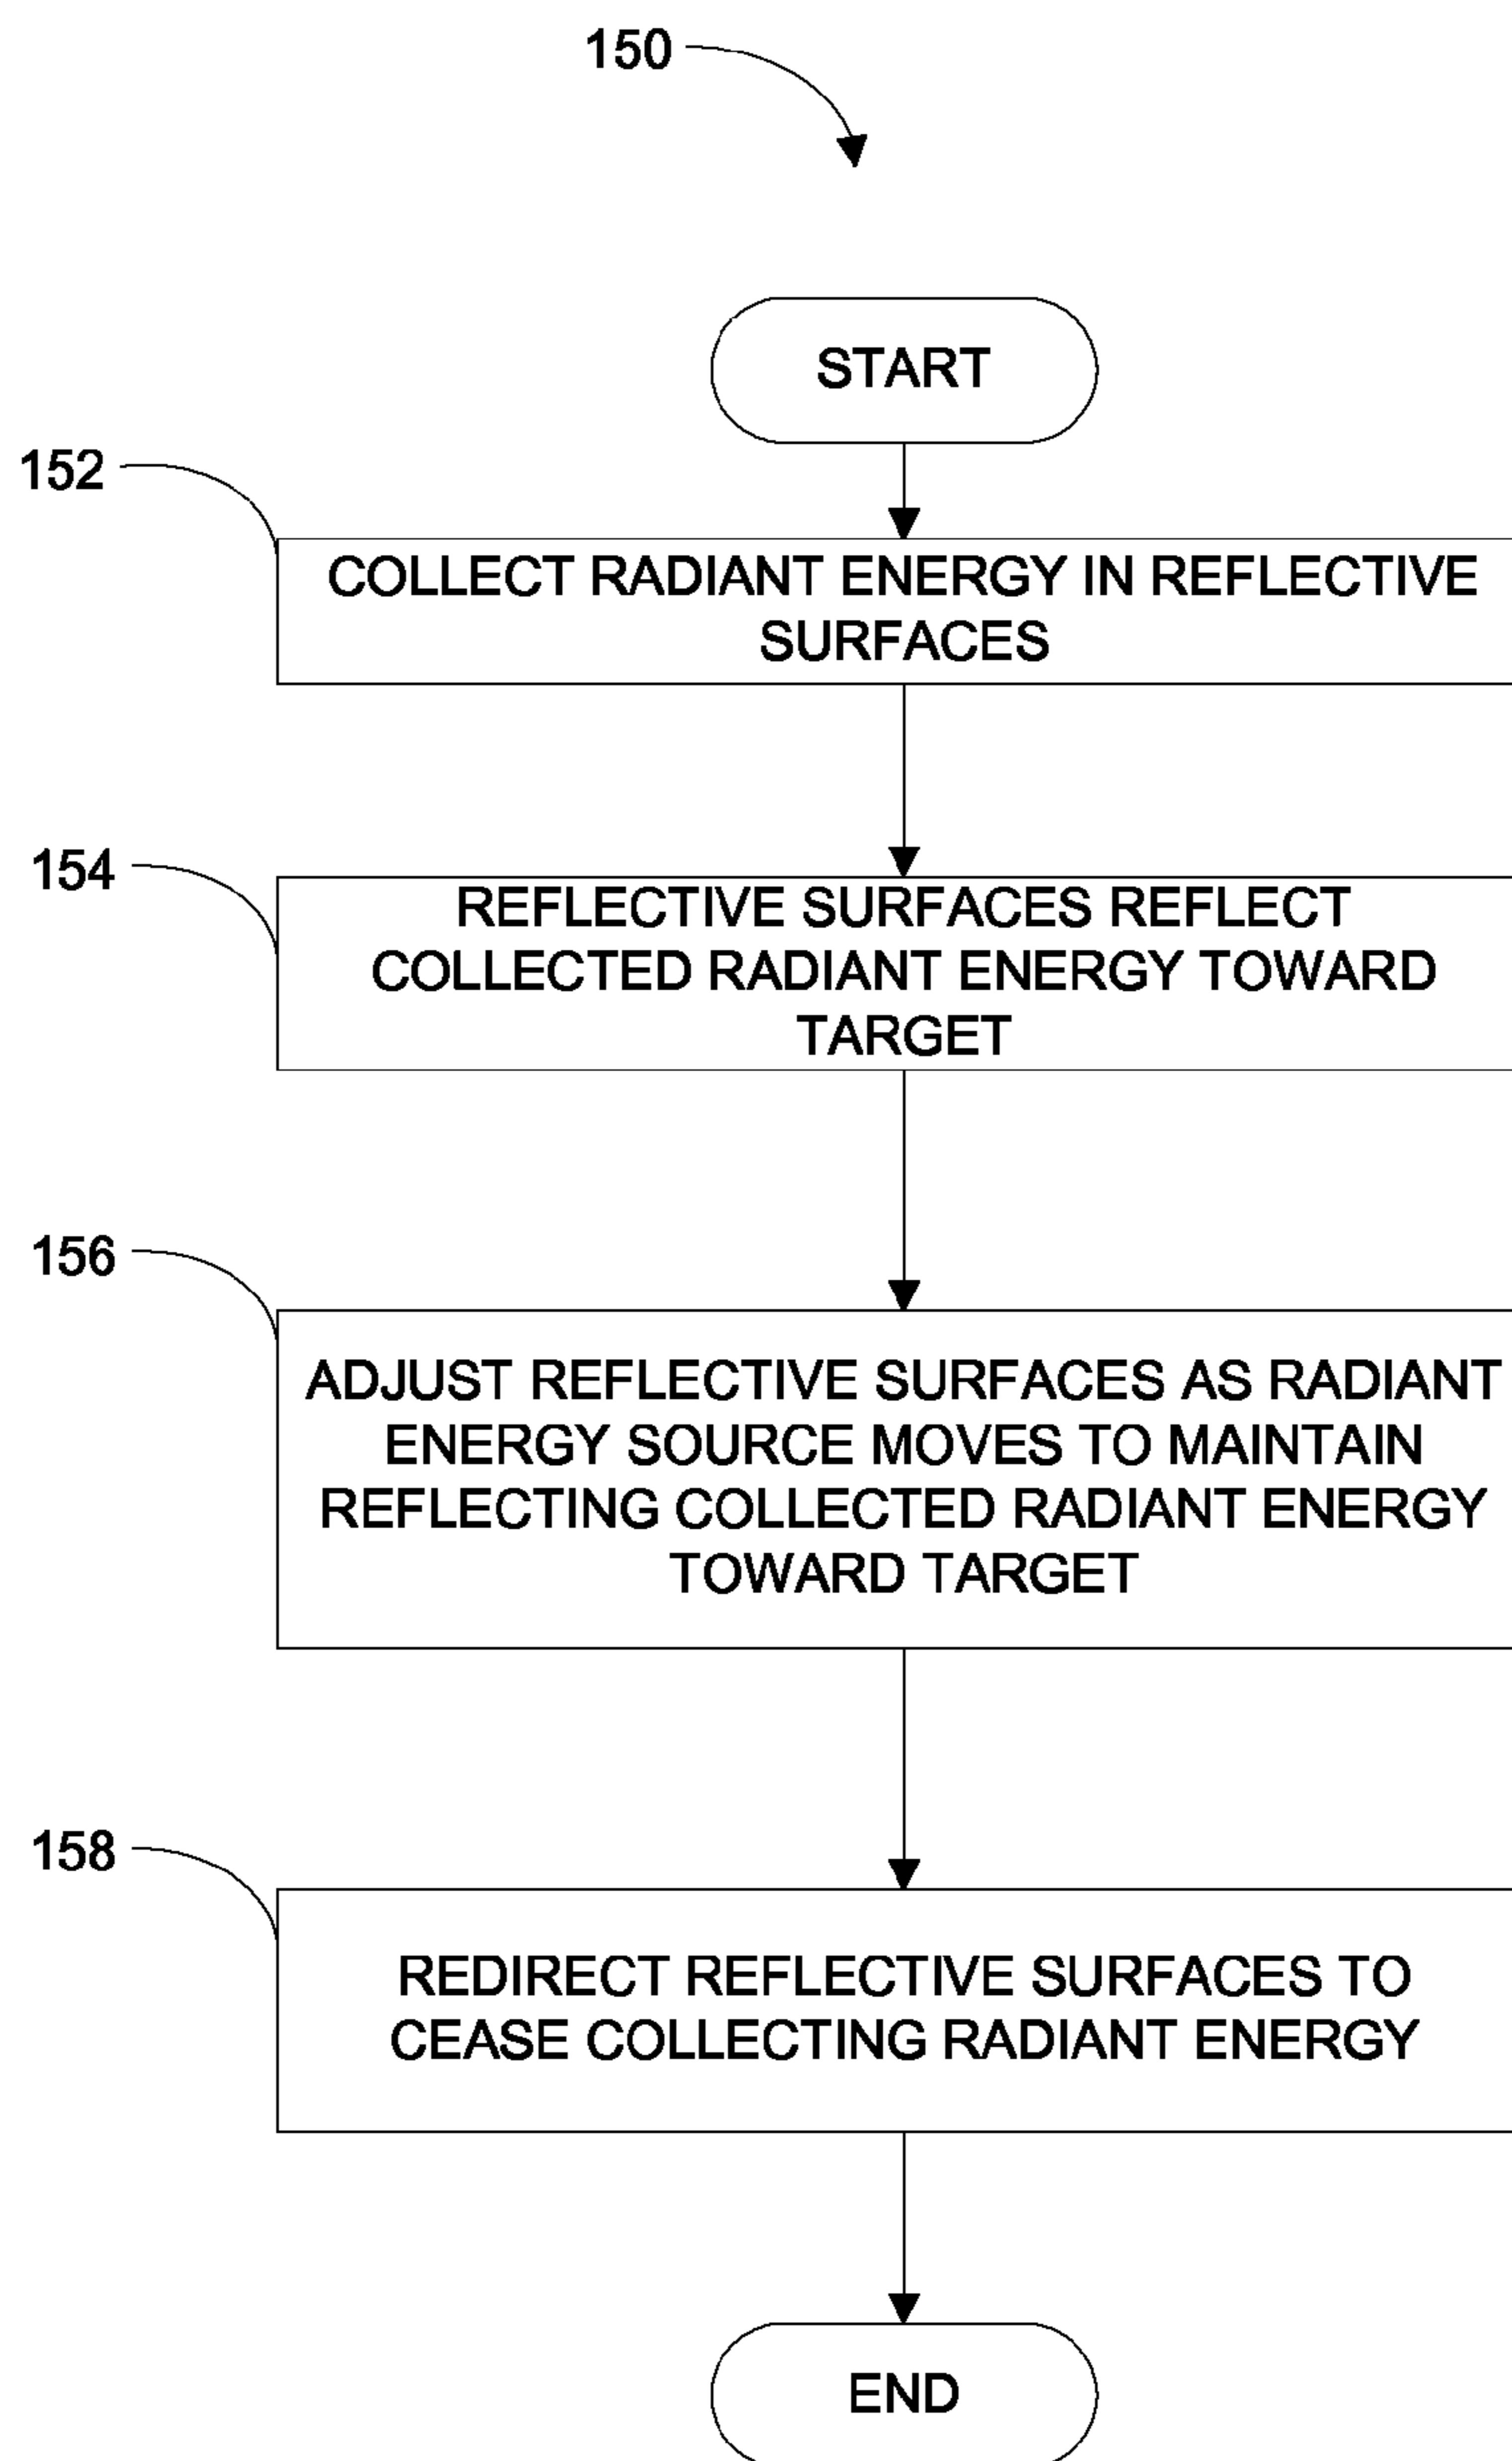 150
START
152
COLLECT RADIANT ENERGY IN REFLECTIVE
SURFACES
154
REFLECTIVE SURFACES REFLECT
COLLECTED RADIANT ENERGY TOWARD
TARGET
156
ADJUST REFLECTIVE SURFACES AS RADIANT
ENERGY SOURCE MOVES TO MAINTAIN
REFLECTING COLLECTED RADIANT ENERGY
TOWARD TARGET
158
REDIRECT REFLECTIVE SURFACES TO
CEASE COLLECTING RADIANT ENERGY
END